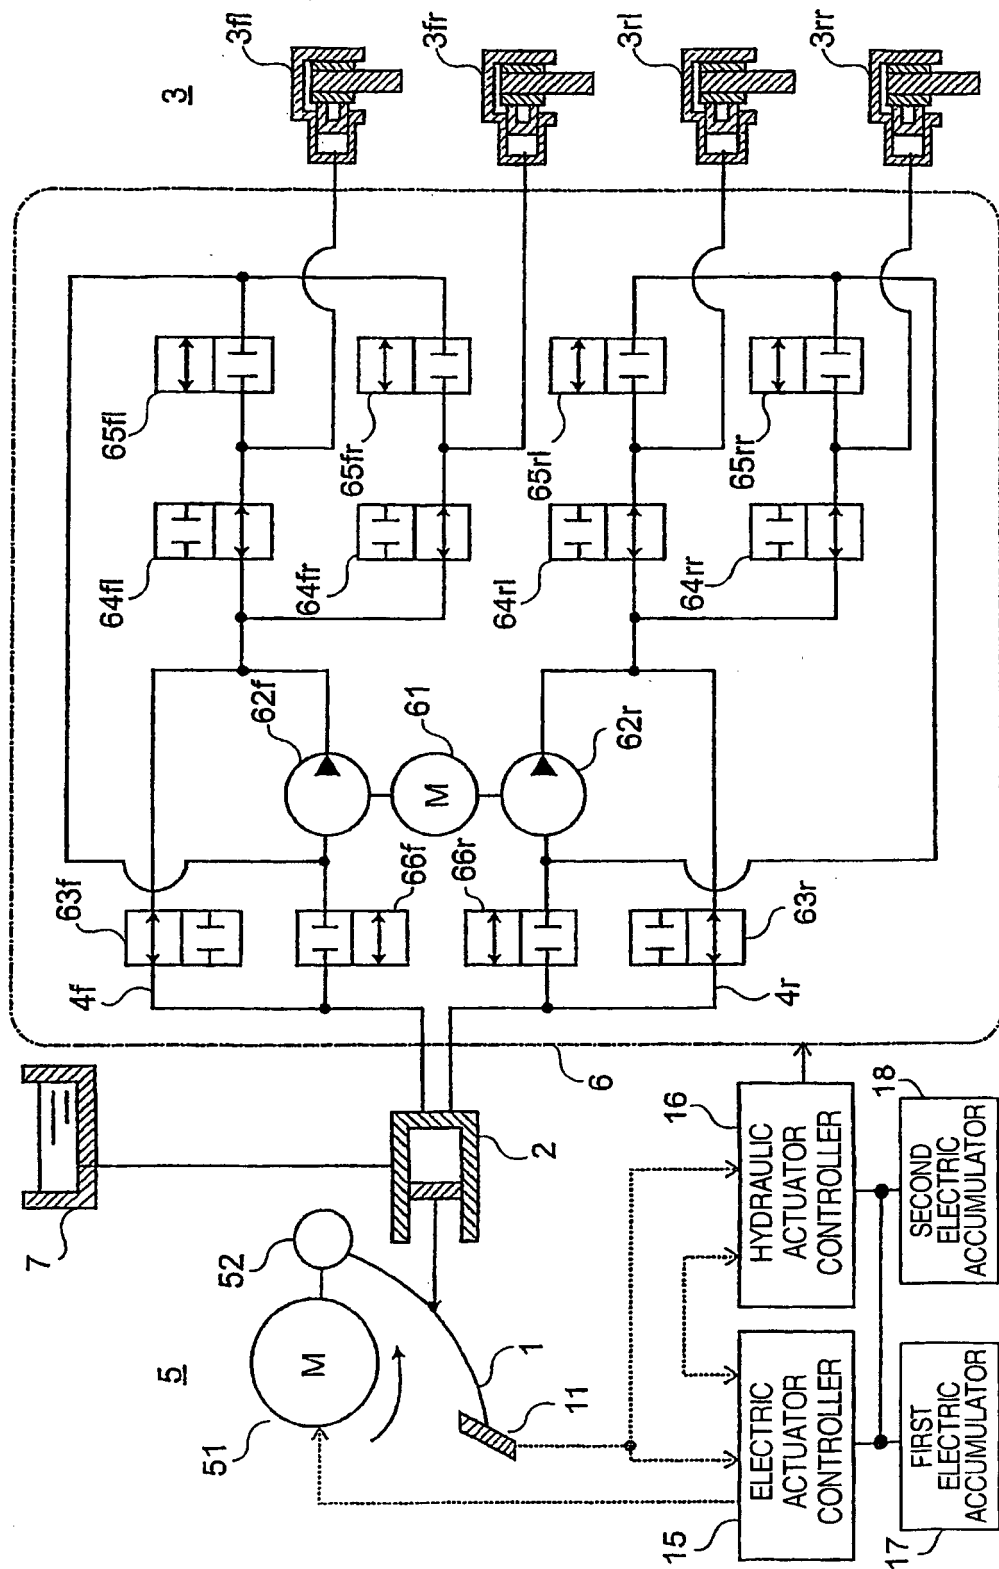 3
3fl
3fr
3rl
3rr
65fl
65fr
65rl
65rr
64fl
64fr
64rl
64rr
62f
61
62r
M
63f
66f
66r
63r
4f
4r
6
7
2
52
5
M
51
1
11
16
HYDRAULIC
ACTUATOR
CONTROLLER
18
SECOND
ELECTRIC
ACCUMULATOR
15
ELECTRIC
ACTUATOR
CONTROLLER
17
FIRST
ELECTRIC
ACCUMULATOR